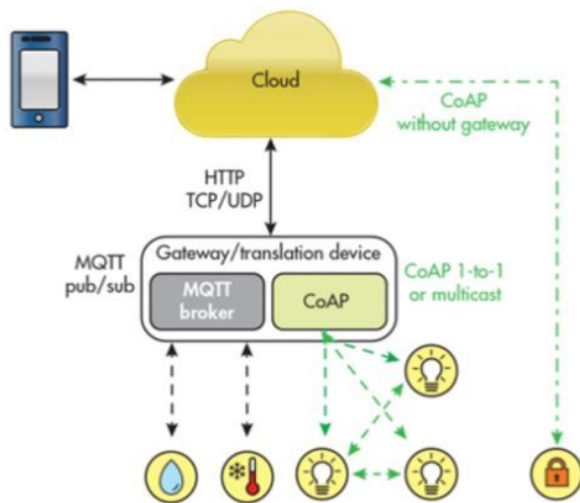 Cloud
CoAP
without gateway
HTTP
TCP/UDP
MQTT
pub/sub
Gateway/translation device
MQTT
broker
CoAP
CoAP 1-to-1
or multicast